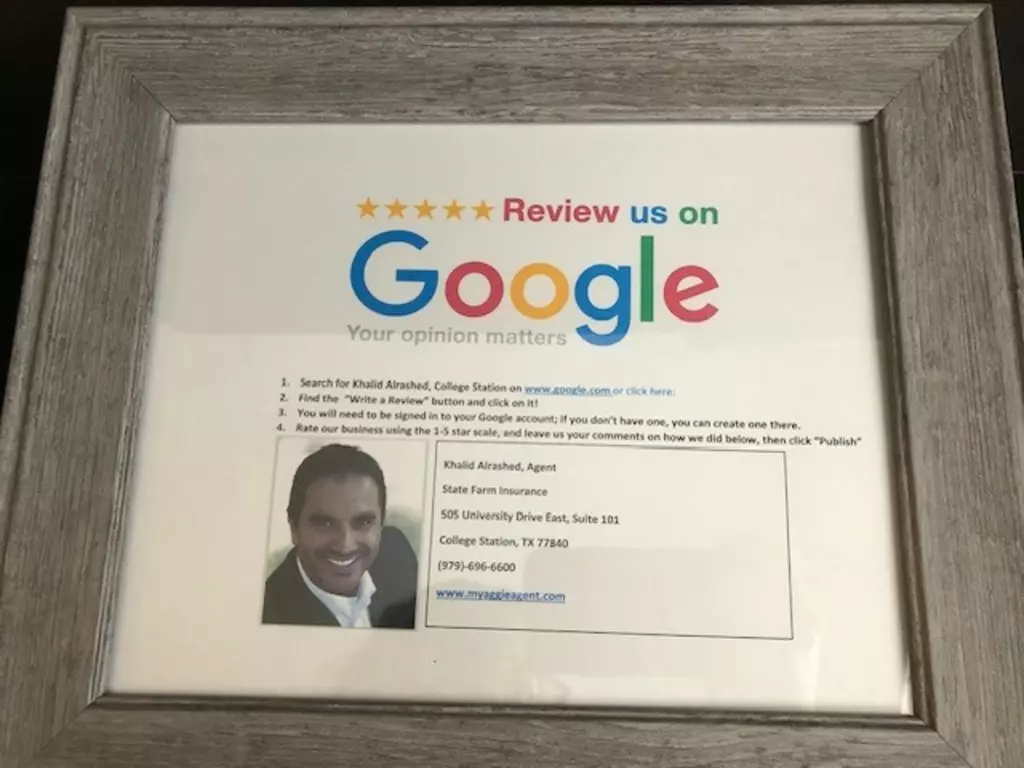 Review us on
Google
Your opinion matters
1. Search for Khalid Alrashed, College Station on www.google.com or click here:
2. Find the "Write a Review" button and click on it!
3. You will need to be signed in to your Google account; if you don't have one, you can create one there.
4. Rate our business using the 1-5 star scale, and leave us your comments on how we did below, then click "Publish"
Khalid Alrashed, Agent
State Farm Insurance
505 University Drive East, Suite 101
College Station, TX 77840
(979)-696-6600
www.myaggieagent.com